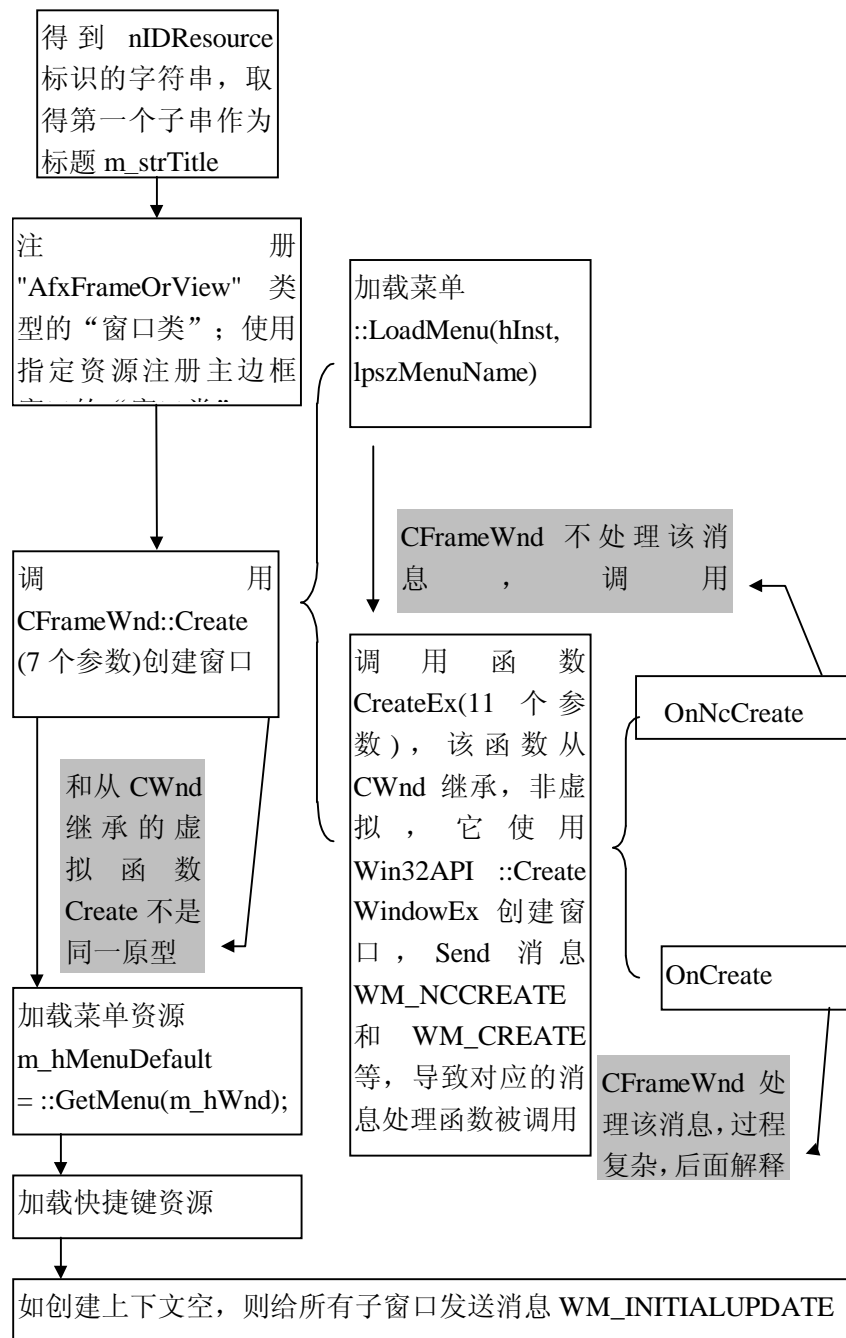 得到 nIDResource
标识的字符串，取
得第一个子串作为
标题 m_strTitle
注册
"AfxFrameOrView" 类
型的“窗口类”；使用
指定资源注册主边框
调用
CFrameWnd::Create
(7 个参数)创建窗口
和从 CWnd
继承的虚
拟函数
Create 不是
同一原型
加载菜单资源
m_hMenuDefault
= ::GetMenu(m_hWnd);
加载快捷键资源
如创建上下文空，则给所有子窗口发送消息 WM_INITIALUPDATE
加载菜单
::LoadMenu(hInst,
lpszMenuName)
CFrameWnd 不处理该消
息，调用
调用函数
CreateEx(11 个参
数)，该函数从
CWnd 继承，非虚
拟，它使用
Win32API ::Create
WindowEx 创建窗
口，Send 消息
WM_NCCREATE
和 WM_CREATE
等，导致对应的消
息处理函数被调用
OnNcCreate
OnCreate
CFrameWnd 处
理该消息，过程
复杂，后面解释